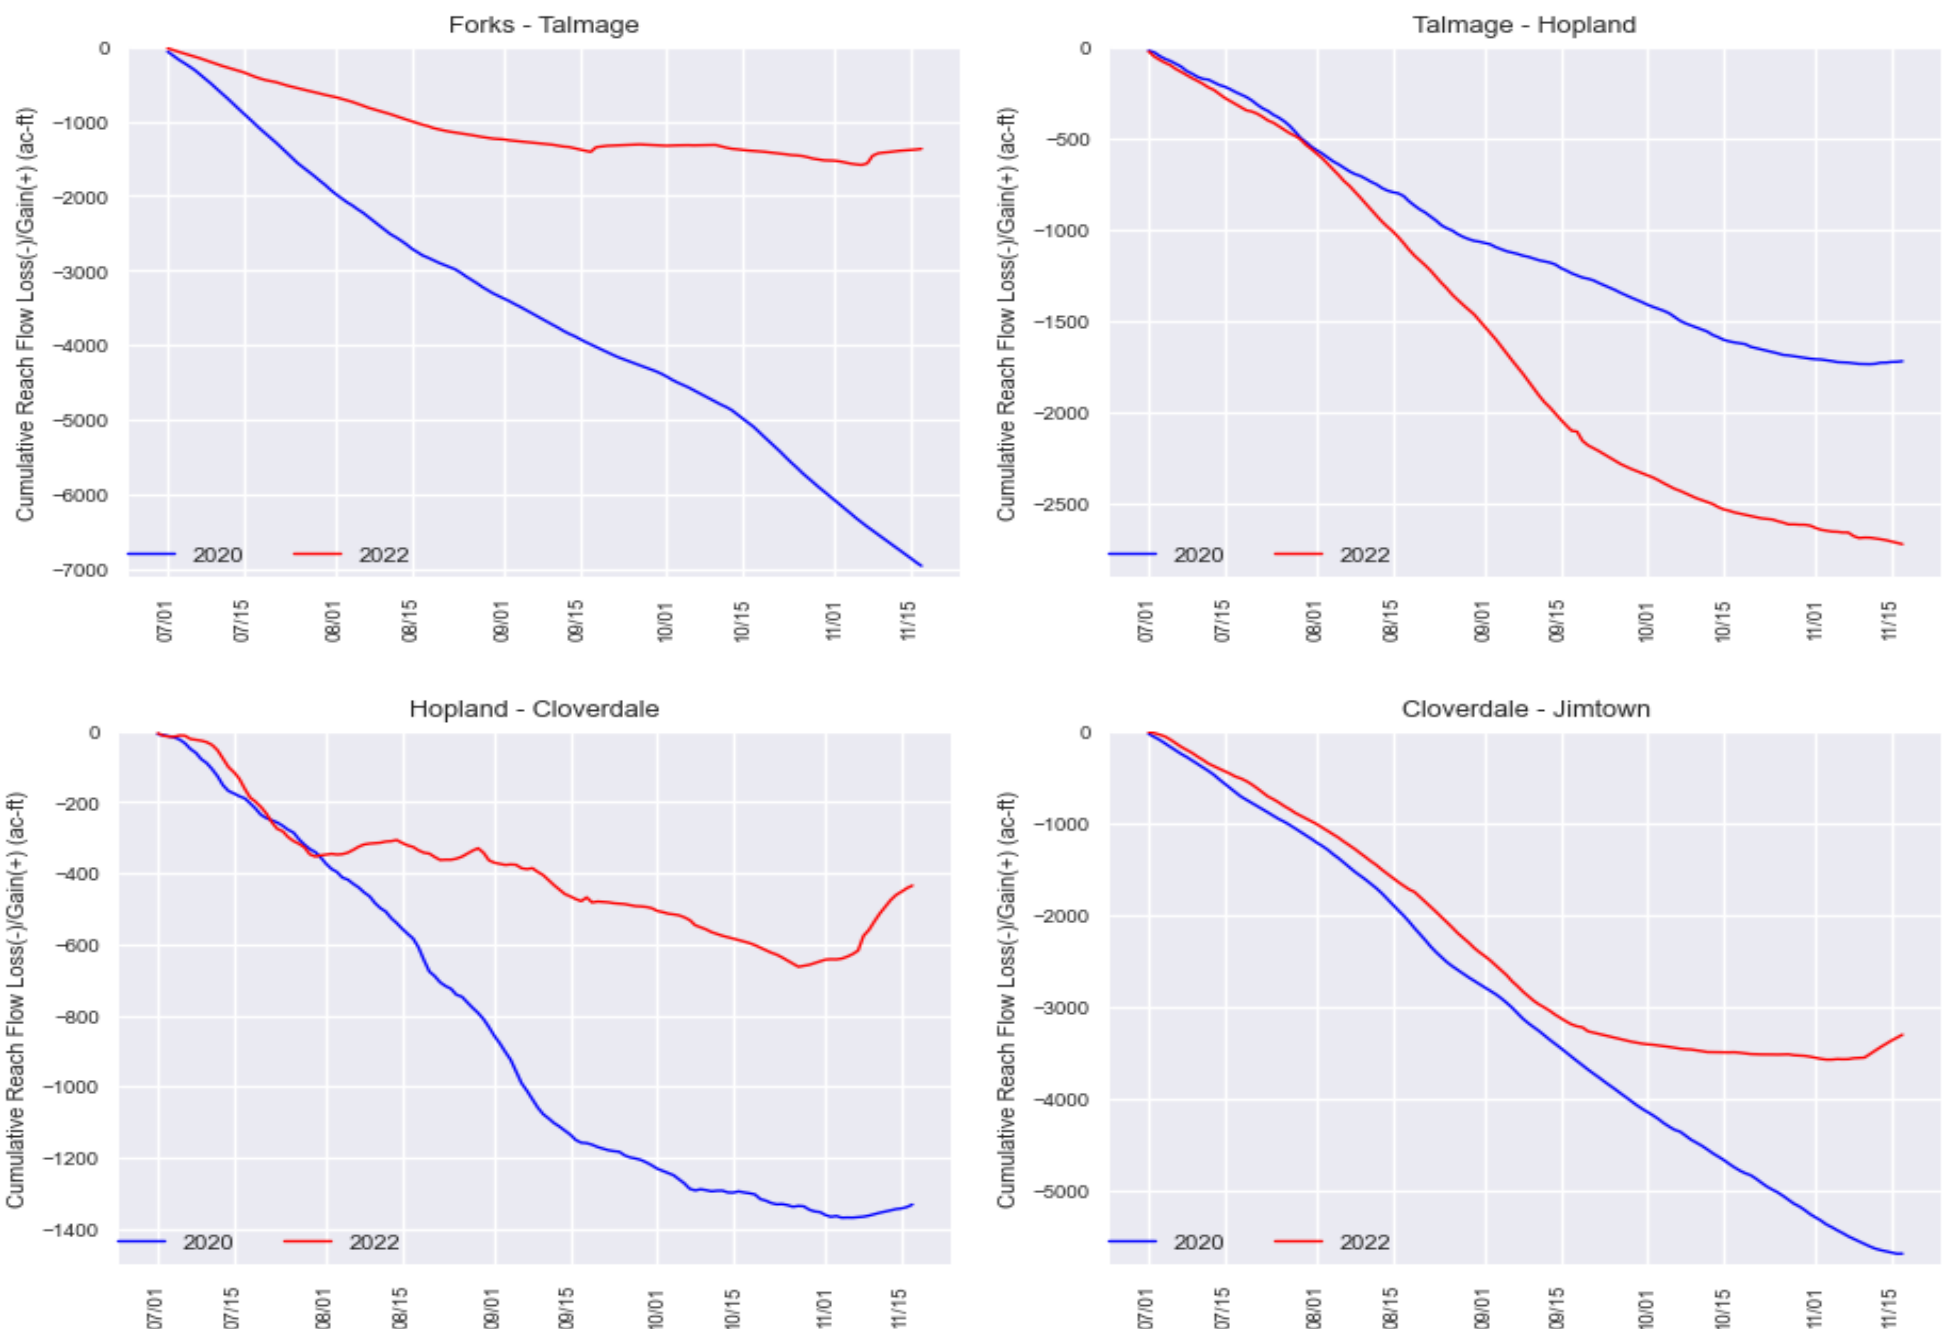 Forks - Talmage
Cumulative Reach Flow Loss(-)/Gain(+) (ac-ft)
0
−1000
−2000
−3000
−4000
−5000
−6000
−7000
2020 2022
07/01 07/15 08/01 08/15 09/01 09/15 10/01 10/15 11/01 11/15
Talmage - Hopland
Cumulative Reach Flow Loss(-)/Gain(+) (ac-ft)
0
−500
−1000
−1500
−2000
−2500
2020 2022
07/01 07/15 08/01 08/15 09/01 09/15 10/01 10/15 11/01 11/15
Hopland - Cloverdale
Cumulative Reach Flow Loss(-)/Gain(+) (ac-ft)
0
−200
−400
−600
−800
−1000
−1200
−1400
2020 2022
07/01 07/15 08/01 08/15 09/01 09/15 10/01 10/15 11/01 11/15
Cloverdale - Jimtown
Cumulative Reach Flow Loss(-)/Gain(+) (ac-ft)
0
−1000
−2000
−3000
−4000
−5000
2020 2022
07/01 07/15 08/01 08/15 09/01 09/15 10/01 10/15 11/01 11/15